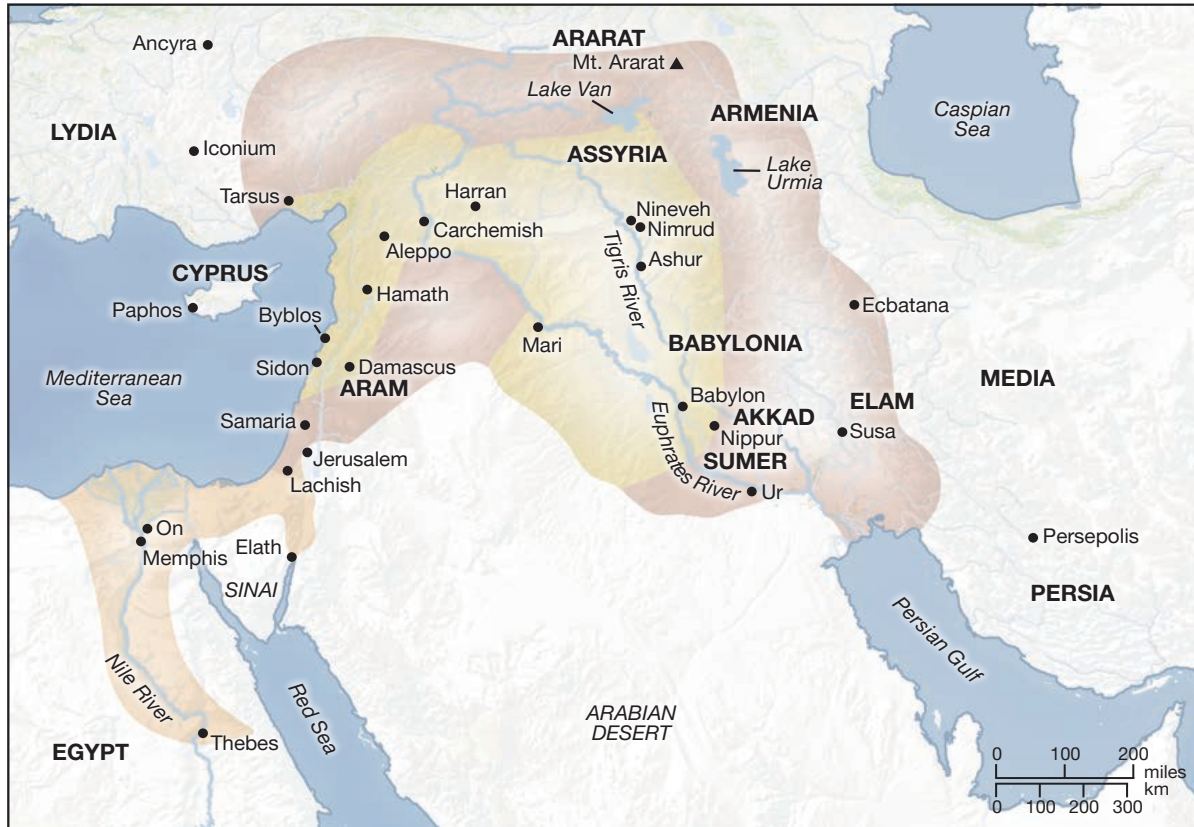 Ancyra
ARARAT
Mt. Ararat
Lake Van
ARMENIA
Caspian
Sea
LYDIA
Iconium
ASSYRIA
Lake
Urmia
Tarsus
Harran
Carchemish
Aleppo
Nineveh
Nimrud
Tigris River
Ashur
CYPRUS
Paphos
Hamath
Byblos
Ecbatana
Mari
BABYLONIA
Mediterranean
Sea
Sidon
Damascus
ARAM
MEDIA
Samaria
Babylon
AKKAD
ELAM
Nippur
Susa
SUMER
Euphrates River
Jerusalem
Lachish
Ur
On
Memphis
Elath
SINAI
Persepolis
PERSIA
Persian Gulf
Nile River
Red Sea
ARABIAN
DESERT
EGYPT
Thebes
0 100 200
miles
km
0 100 200 300